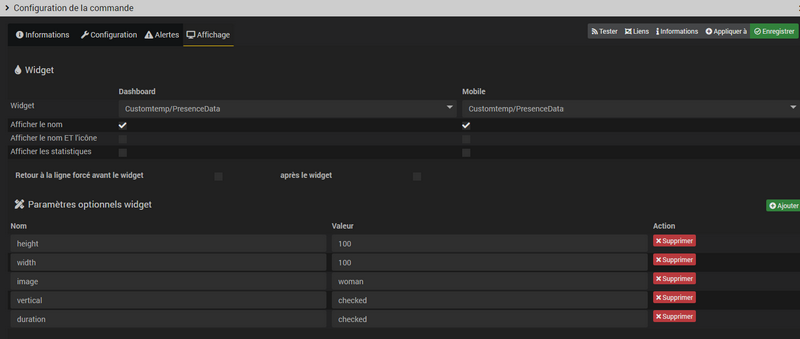 Configuration de la commande
Informations Configuration Alertes Affichage Tester Liens Informations Appliquer à Enregistrer
Widget
Dashboard Mobile
Widget Customtemp/PresenceData Customtemp/PresenceData
Afficher le nom
Afficher le nom ET l'icône
Afficher les statistiques
Retour à la ligne forcé avant le widget après le widget
Paramètres optionnels widget Ajouter
Nom Valeur Action
height 100 Supprimer
width 100 Supprimer
image woman Supprimer
vertical checked Supprimer
duration checked Supprimer